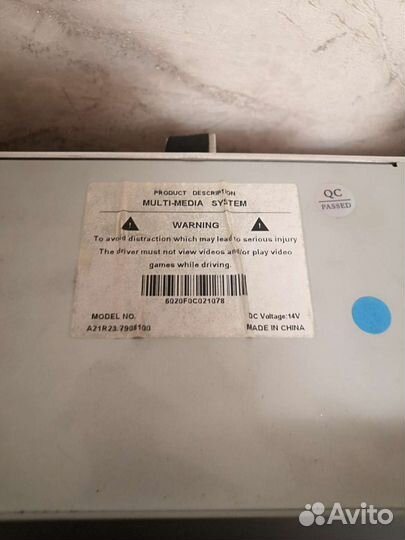 PRODUCT DESCRIPTION
MULTI-MEDIA SYSTEM
WARNING
To avoid distraction which may lead to serious injury
The driver must not view videos and/or play video
games while driving.
6020F0C021078
MODEL NO.
DC Voltage:14V
A21R23.7908100
MADE IN CHINA
QC
PASSED
Avito